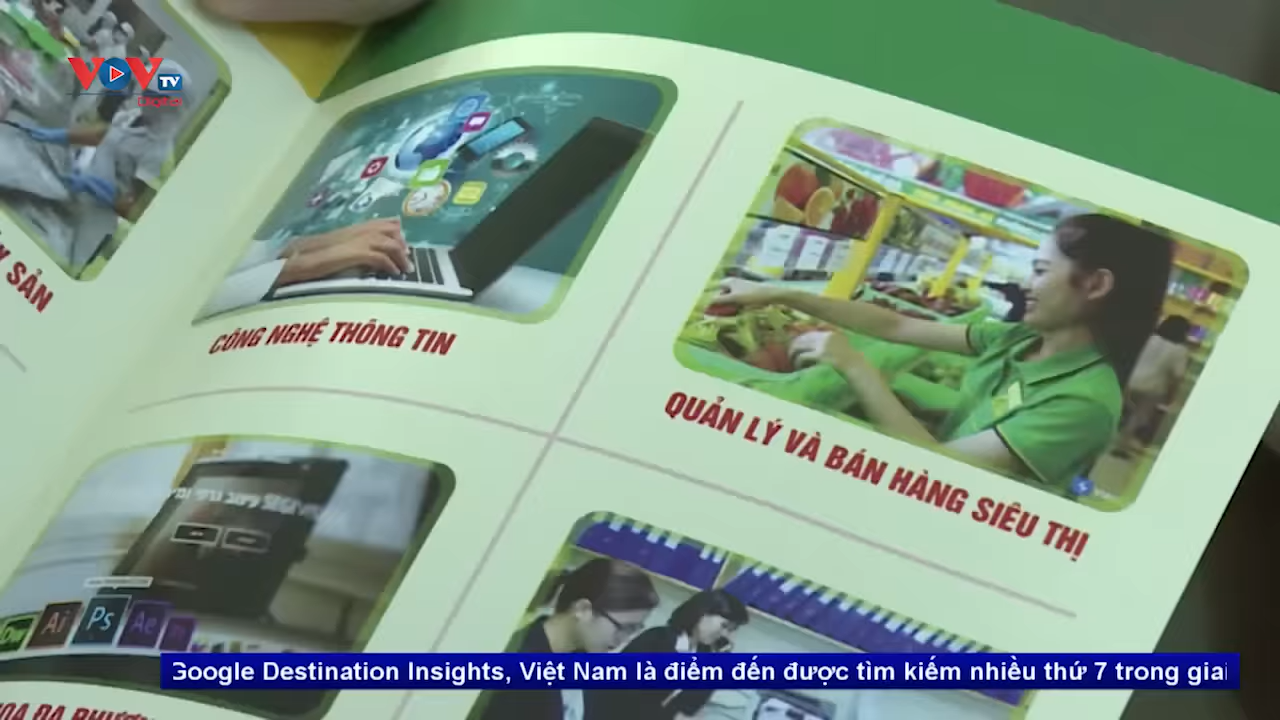 VOV TV
Digital
SẢN
CÔNG NGHỆ THÔNG TIN
QUẢN LÝ VÀ BÁN HÀNG SIÊU THỊ
Dw Ai Ps Ae
Google Destination Insights, Việt Nam là điểm đến được tìm kiếm nhiều thứ 7 trong giai